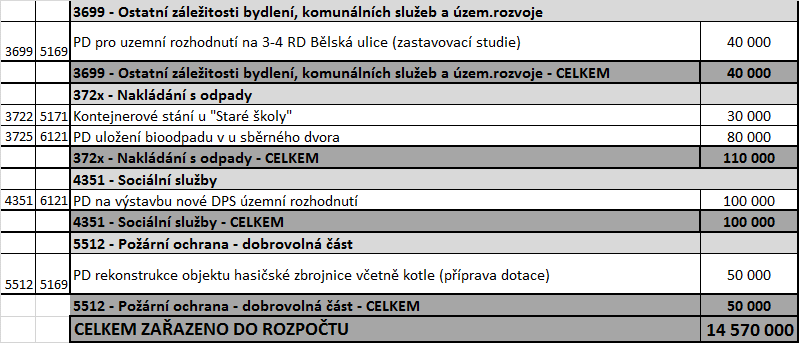 3699 - Ostatní záležitosti bydlení, komunálních služeb a územ.rozvoje
3699 5169 PD pro uzemní rozhodnutí na 3-4 RD Bělská ulice (zastavovací studie) 40 000
3699 - Ostatní záležitosti bydlení, komunálních služeb a územ.rozvoje - CELKEM 40 000
372x - Nakládání s odpady
3722 5171 Kontejnerové stání u "Staré školy" 30 000
3725 6121 PD uložení bioodpadu v u sběrného dvora 80 000
372x - Nakládání s odpady - CELKEM 110 000
4351 - Sociální služby
4351 6121 PD na výstavbu nové DPS územní rozhodnutí 100 000
4351 - Sociální služby - CELKEM 100 000
5512 - Požární ochrana - dobrovolná část
5512 5169 PD rekonstrukce objektu hasičské zbrojnice včetně kotle (příprava dotace) 50 000
5512 - Požární ochrana - dobrovolná část - CELKEM 50 000
CELKEM ZAŘAZENO DO ROZPOČTU 14 570 000